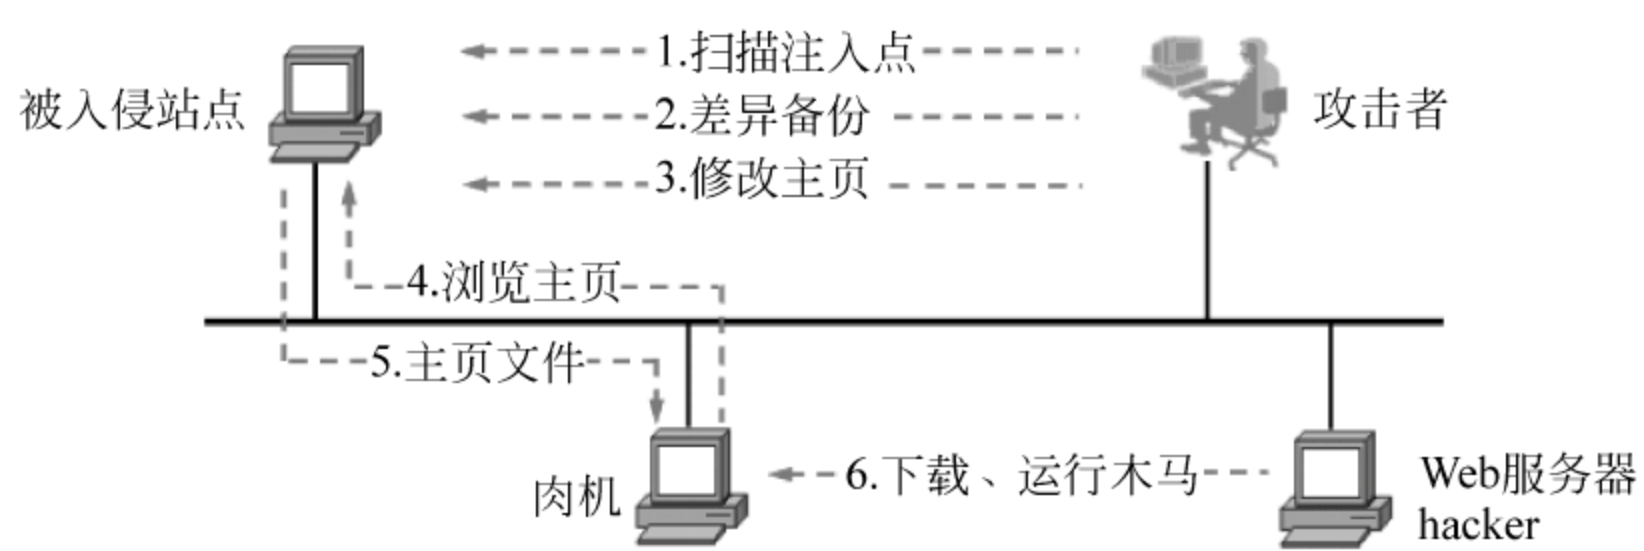 1.扫描注入点
被入侵站点
2.差异备份
攻击者
3.修改主页
4.浏览主页
5.主页文件
6.下载、运行木马
肉机
Web服务器
hacker